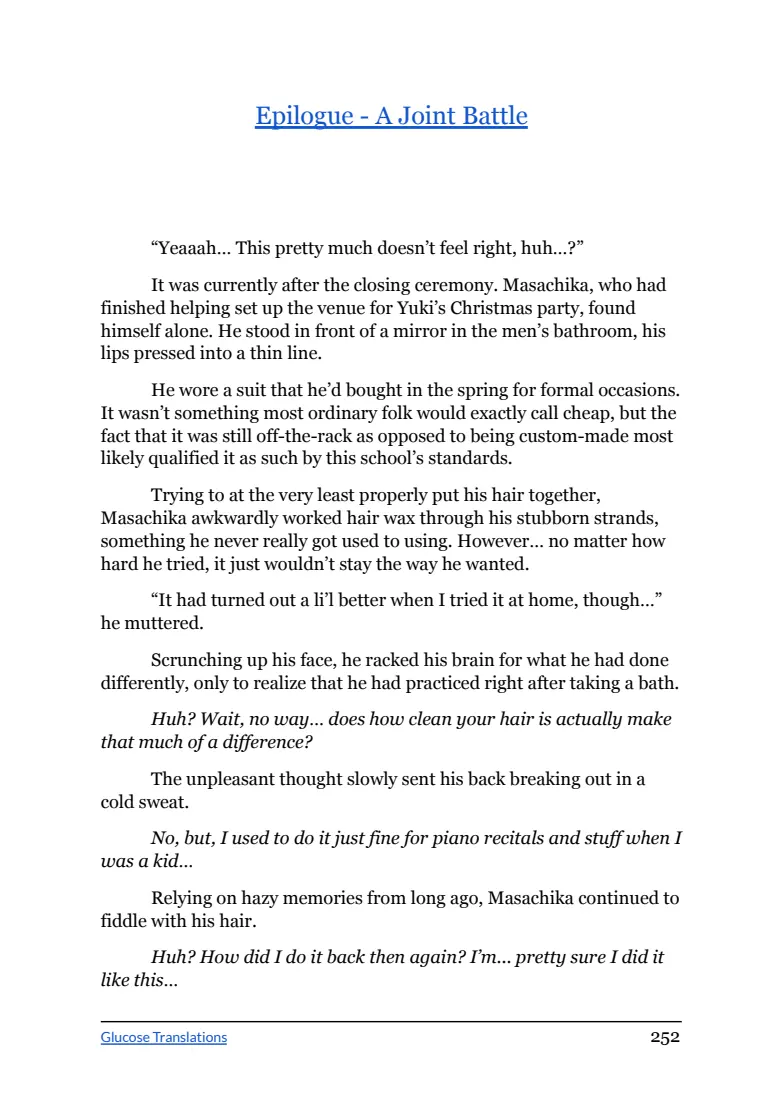 Epilogue - A Joint Battle
“Yeaaah... This pretty much doesn’t feel right, huh...?”
It was currently after the closing ceremony. Masachika, who had
finished helping set up the venue for Yuki’s Christmas party, found
himself alone. He stood in front of a mirror in the men’s bathroom, his
lips pressed into a thin line.
He wore a suit that he’d bought in the spring for formal occasions.
It wasn’t something most ordinary folk would exactly call cheap, but the
fact that it was still off-the-rack as opposed to being custom-made most
likely qualified it as such by this school’s standards.
Trying to at the very least properly put his hair together,
Masachika awkwardly worked hair wax through his stubborn strands,
something he never really got used to using. However... no matter how
hard he tried, it just wouldn’t stay the way he wanted.
“It had turned out a li’l better when I tried it at home, though...”
he muttered.
Scrunching up his face, he racked his brain for what he had done
differently, only to realize that he had practiced right after taking a bath.
Huh? Wait, no way... does how clean your hair is actually make
that much of a difference?
The unpleasant thought slowly sent his back breaking out in a
cold sweat.
No, but, I used to do it just fine for piano recitals and stuff when I
was a kid...
Relying on hazy memories from long ago, Masachika continued to
fiddle with his hair.
Huh? How did I do it back then again? I’m... pretty sure I did it
like this...
Glucose Translations 252